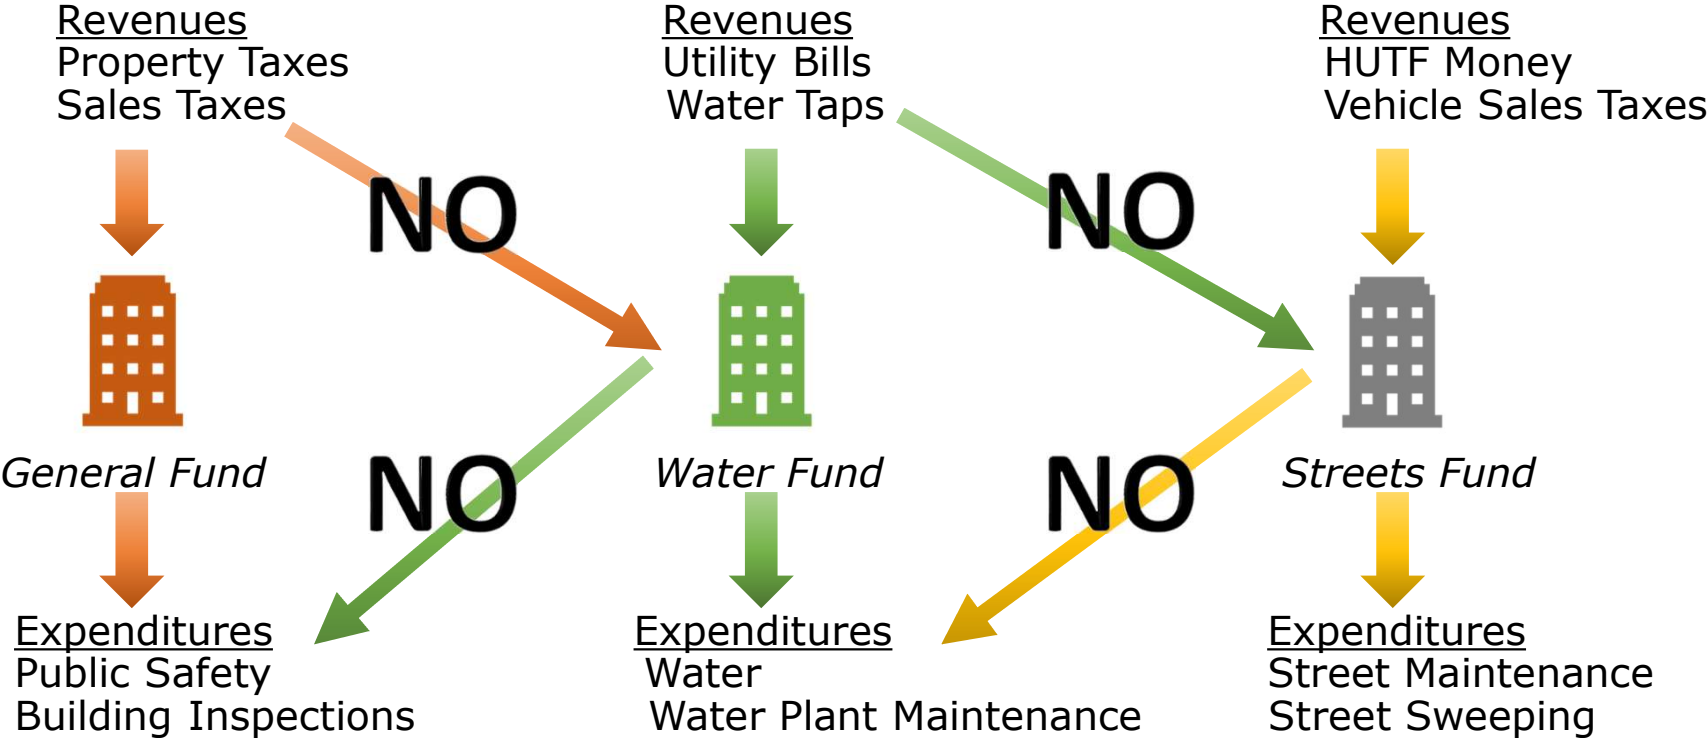 Revenues
Property Taxes
Sales Taxes
Revenues
Utility Bills
Water Taps
Revenues
HUTF Money
Vehicle Sales Taxes
NO
NO
General Fund
Water Fund
Streets Fund
NO
NO
Expenditures
Public Safety
Building Inspections
Expenditures
Water
Water Plant Maintenance
Expenditures
Street Maintenance
Street Sweeping